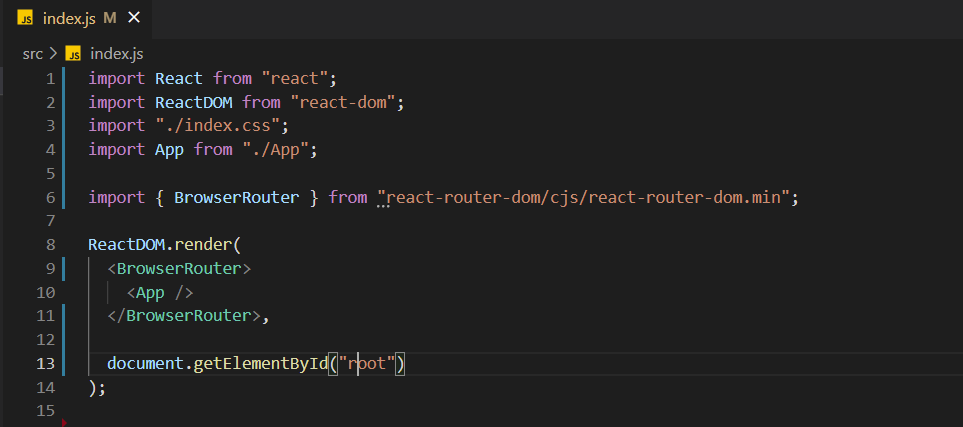 JS index.js M ×
src > JS index.js
1 import React from "react";
2 import ReactDOM from "react-dom";
3 import "./index.css";
4 import App from "./App";
5
6 import { BrowserRouter } from "react-router-dom/cjs/react-router-dom.min";
7
8 ReactDOM.render(
9   <BrowserRouter>
10     <App />
11   </BrowserRouter>,
12
13   document.getElementById("root")
14 );
15